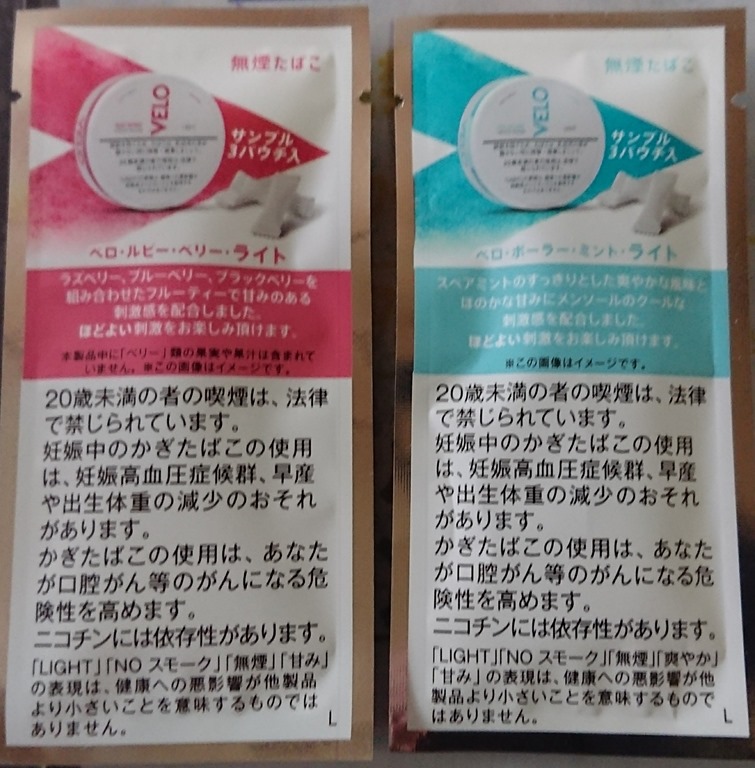 無煙たばこ
VELO
サンプル
3パウチ入
ベロ・ルビー・ベリー・ライト
ラズベリー、ブルーベリー、ブラックベリーを
組み合わせたフルーティーで甘みのある
刺激感を配合しました。
ほどよい刺激をお楽しみ頂けます。
本製品中に「ベリー」類の果実や果汁は含まれて
いません。※この画像はイメージです。
20歳未満の者の喫煙は、法律
で禁じられています。
妊娠中のかぎたばこの使用
は、妊娠高血圧症候群、早産
や出生体重の減少のおそれ
があります。
かぎたばこの使用は、あなた
が口腔がん等のがんになる危
険性を高めます。
ニコチンには依存性があります。
「LIGHT」「NO スモーク」「無煙」「甘み」
の表現は、健康への悪影響が他製品
より小さいことを意味するものでは
ありません。
L
無煙たばこ
VELO
サンプル
3パウチ入
ベロ・ポーラー・ミント・ライト
スペアミントのすっきりとした爽やかな風味と
ほのかな甘みにメンソールのクールな
刺激感を配合しました。
ほどよい刺激をお楽しみ頂けます。
※この画像はイメージです。
20歳未満の者の喫煙は、法律
で禁じられています。
妊娠中のかぎたばこの使用
は、妊娠高血圧症候群、早産
や出生体重の減少のおそれ
があります。
かぎたばこの使用は、あなた
が口腔がん等のがんになる危
険性を高めます。
ニコチンには依存性があります。
「LIGHT」「NO スモーク」「無煙」「爽やか」
「甘み」の表現は、健康への悪影響が他
製品より小さいことを意味するもので
はありません。
L